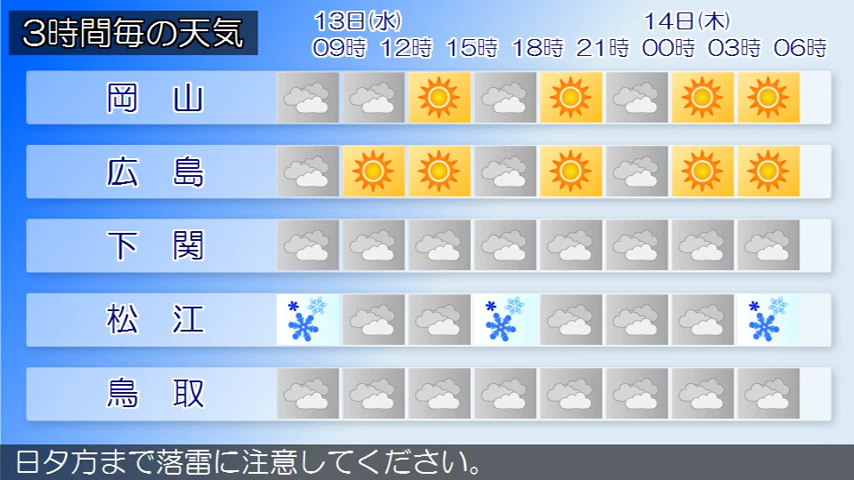 3時間毎の天気
13日(水) 14日(木)
09時 12時 15時 18時 21時 00時 03時 06時
岡山
広島
下関
松江
鳥取
日夕方まで落雷に注意してください。